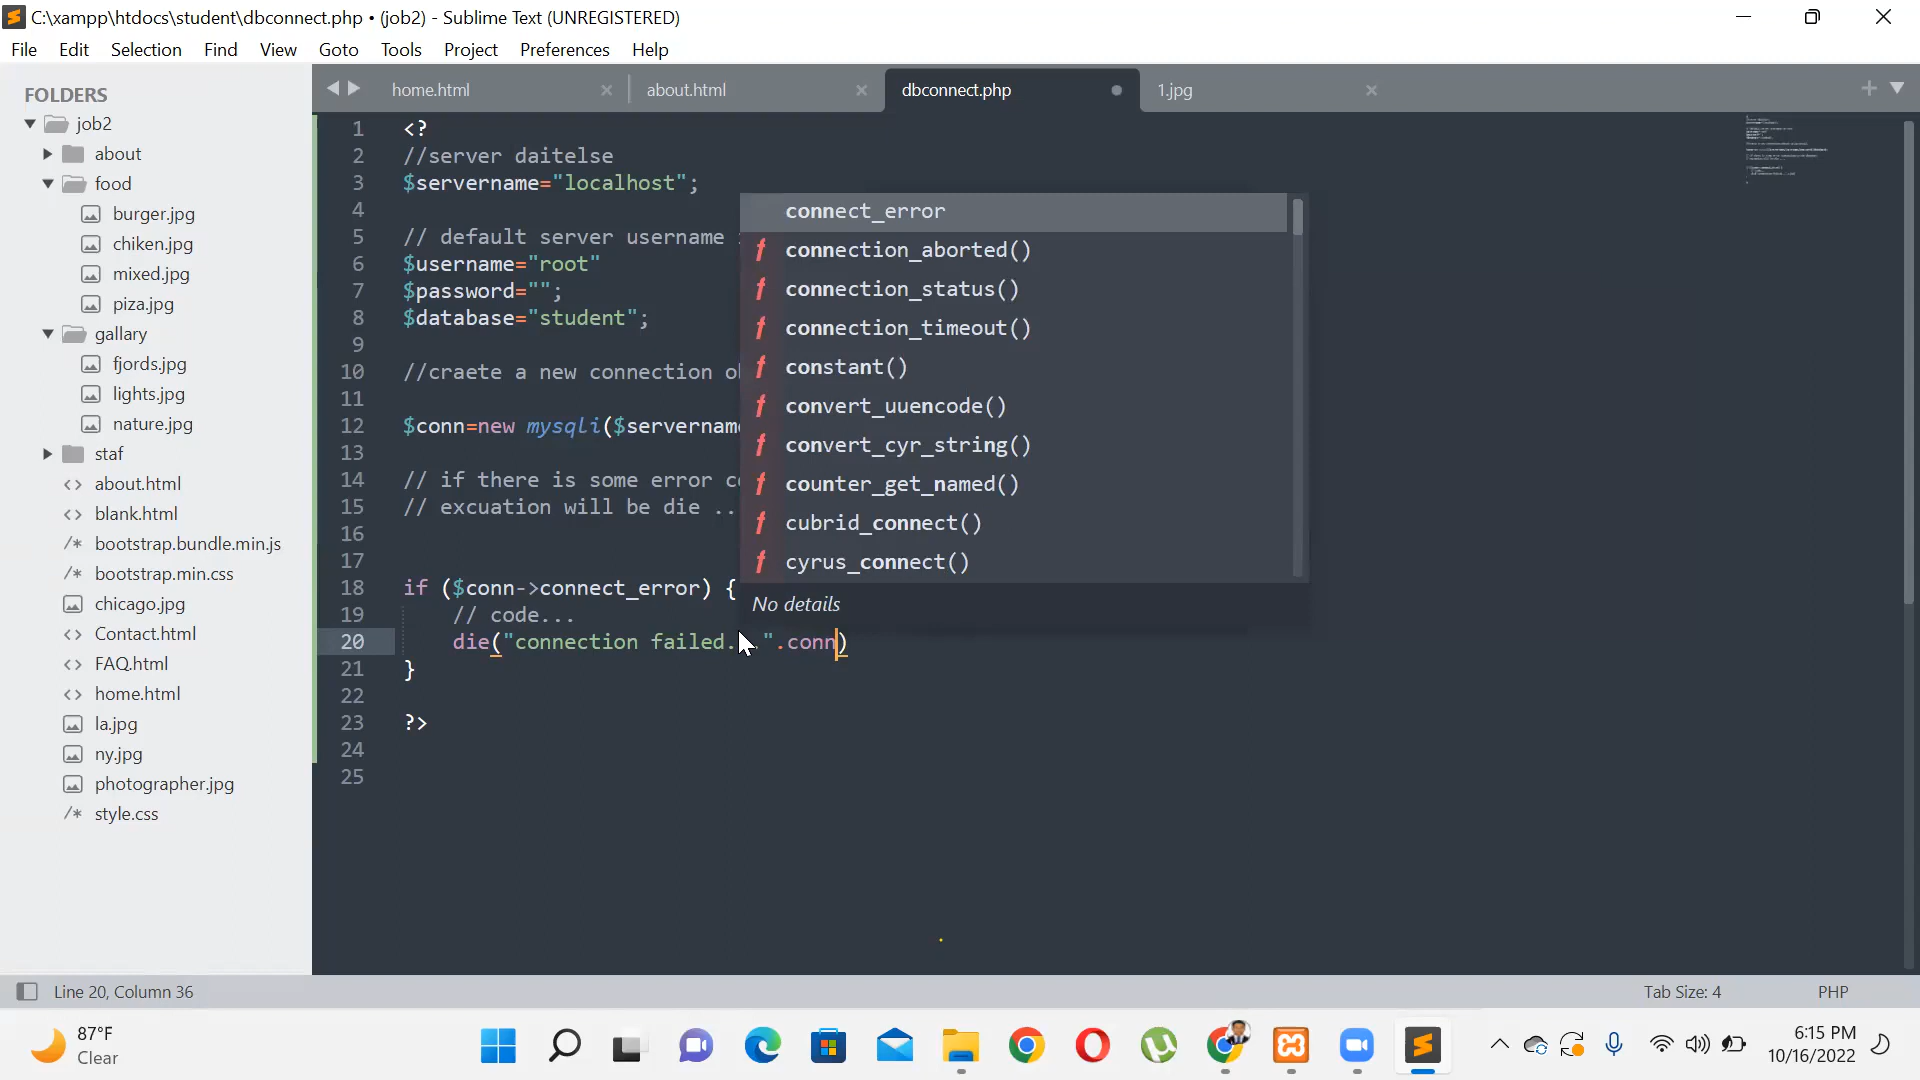 C:\xampp\htdocs\student\dbconnect.php • (job2) - Sublime Text (UNREGISTERED)
File Edit Selection Find View Goto Tools Project Preferences Help
FOLDERS
job2
about
food
burger.jpg
chiken.jpg
mixed.jpg
piza.jpg
gallary
fjords.jpg
lights.jpg
nature.jpg
staf
<> about.html
<> blank.html
/* bootstrap.bundle.min.js
/* bootstrap.min.css
chicago.jpg
<> Contact.html
<> FAQ.html
<> home.html
la.jpg
ny.jpg
photographer.jpg
/* style.css
home.html about.html dbconnect.php 1.jpg
1 <?
2 //server daitelse
3 $servername="localhost";
4
5 // default server username
6 $username="root"
7 $password="";
8 $database="student";
9
10 //craete a new connection
11
12 $conn=new mysqli($servername
13
14 // if there is some error
15 // excuation will be die ..
16
17
18 if ($conn->connect_error) {
19 // code...
20 die("connection failed. .".conn)
21 }
22
23 ?>
24
25
connect_error
f connection_aborted()
f connection_status()
f connection_timeout()
f constant()
f convert_uuencode()
f convert_cyr_string()
f counter_get_named()
f cubrid_connect()
f cyrus_connect()
No details
Line 20, Column 36 Tab Size: 4 PHP
87°F
Clear
6:15 PM
10/16/2022